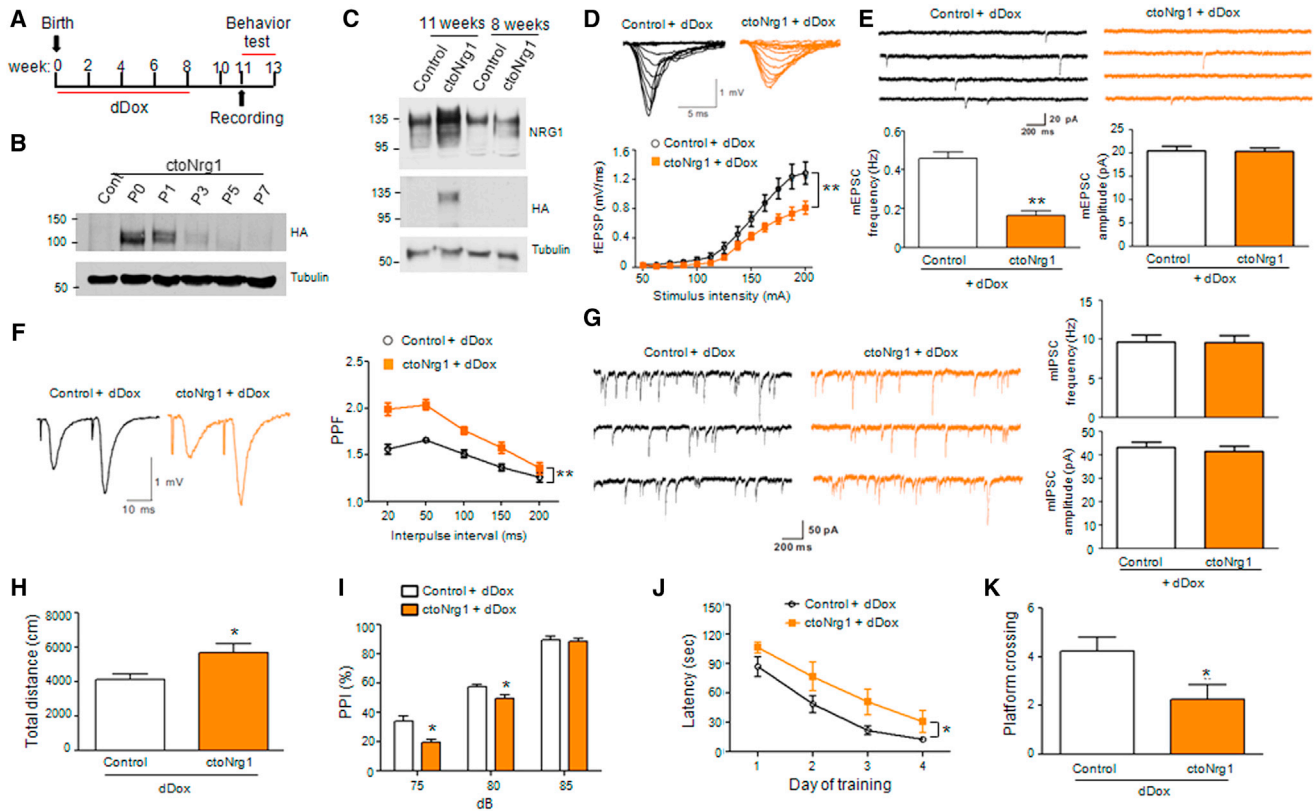 A
Birth
Behavior
test
week: 0 2 4 6 8 10 11 13
dDox
Recording
B
ctoNrg1
Cont P0 P1 P3 P5 P7
150
100
HA
50
Tubulin
C
11 weeks 8 weeks
Control ctoNrg1 Control ctoNrg1
135
95
NRG1
135
95
HA
50
Tubulin
D
Control + dDox ctoNrg1 + dDox
1 mV
5 ms
Control + dDox
ctoNrg1 + dDox
fEPSP (mV/ms)
1.6
1.2
0.8
0.4
0
**
50 100 150 200
Stimulus intensity (mA)
E
Control + dDox ctoNrg1 + dDox
20 pA
200 ms
mEPSC
frequency (Hz)
0.6
0.4
0.2
0
**
Control ctoNrg1
+ dDox
mEPSC
amplitude (pA)
25
20
15
10
5
0
Control ctoNrg1
+ dDox
F
Control + dDox ctoNrg1 + dDox
1 mV
10 ms
Control + dDox
ctoNrg1 + dDox
PPF
2.5
2.0
1.5
1.0
**
20 50 100 150 200
Interpulse interval (ms)
G
Control + dDox ctoNrg1 + dDox
50 pA
200 ms
mIPSC
frequency (Hz)
15
10
5
0
mIPSC
amplitude (pA)
50
40
30
20
10
0
Control ctoNrg1
+ dDox
H
Total distance (cm)
8000
6000
4000
2000
0
*
Control ctoNrg1
dDox
I
Control + dDox
ctoNrg1 + dDox
PPI (%)
100
80
60
40
20
0
*
*
75 80 85
dB
J
Control + dDox
ctoNrg1 + dDox
Latency (sec)
150
120
90
60
30
0
*
1 2 3 4
Day of training
K
Platform crossing
6
4
2
0
*
Control ctoNrg1
dDox